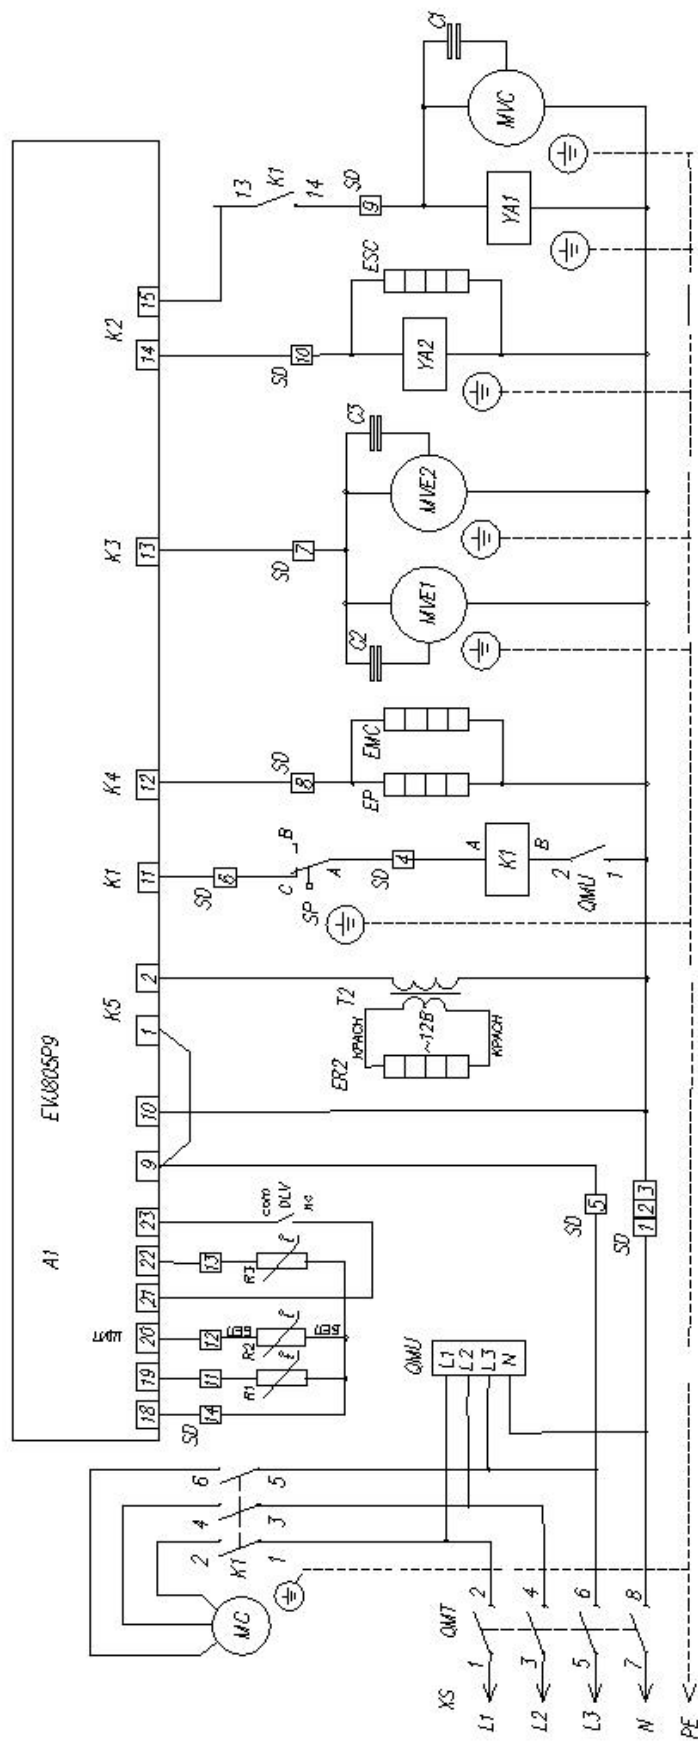 A1
EVJ805P9
18
19
20
21
22
23
9
10
1
2
K5
11
K1
12
K4
13
K3
14
15
K2
ЩУП
SD
14
11
12
13
R1
R2
R3
t°
t°
t°
БЕЛ
БЕЛ
com
DLV
no
SD
6
C
B
A
SP
SD
4
A
K1
B
2
QMU
1
SD
8
EP
EMC
SD
7
C2
C3
MVE1
MVE2
SD
10
YA2
ESC
13
K1
14
SD
9
YA1
MVC
C1
ER2
КРАСН
~12В
КРАСН
T2
SD
5
SD
1
2
3
QMU
L1
L2
L3
N
MC
2
4
6
K1
1
3
5
XS
QMT
L1
1
2
L2
3
4
L3
5
6
N
7
8
PE